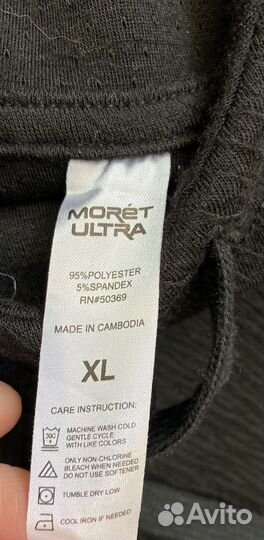 MORét
ULTRA
95%POLYESTER
5%SPANDEX
RN#50369
MADE IN CAMBODIA
XL
CARE INSTRUCTION:
MACHINE WASH COLD
GENTLE CYCLE
WITH LIKE COLORS
ONLY NON-CHLORINE
BLEACH WHEN NEEDED
DO NOT USE SOFTENER
TUMBLE DRY LOW
COOL IRON IF NEEDED
Avito